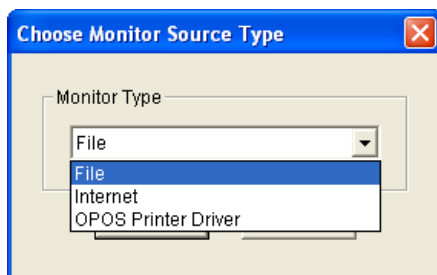 Choose Monitor Source Type
Monitor Type
File
File
Internet
OPOS Printer Driver